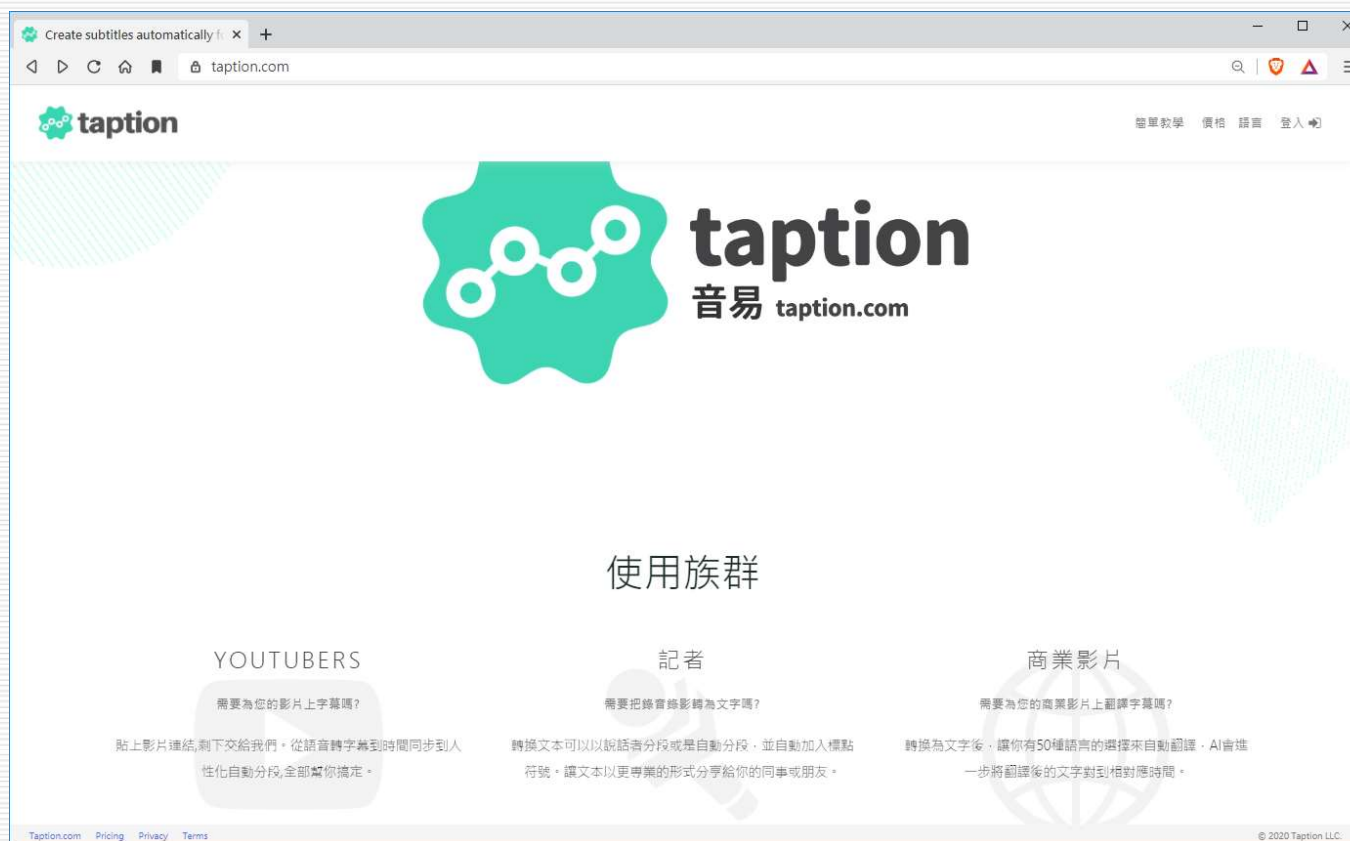 Create subtitles automatically f
taption.com
taption
簡單教學 價格 語言 登入
taption
音易 taption.com
使用族群
YOUTUBERS
需要為您的影片上字幕嗎?
貼上影片連結,剩下交給我們。從語音轉字幕到時間同步到人
性化自動分段,全部幫你搞定。
記者
需要把錄音錄影轉為文字嗎?
轉換文本可以以說話者分段或是自動分段,並自動加入標點
符號。讓文本以更專業的形式分享給你的同事或朋友。
商業影片
需要為您的商業影片上翻譯字幕嗎?
轉換為文字後,讓你有50種語言的選擇來自動翻譯,AI會進
一步將翻譯後的文字對到相對應時間。
Taption.com Pricing Privacy Terms
© 2020 Taption LLC.